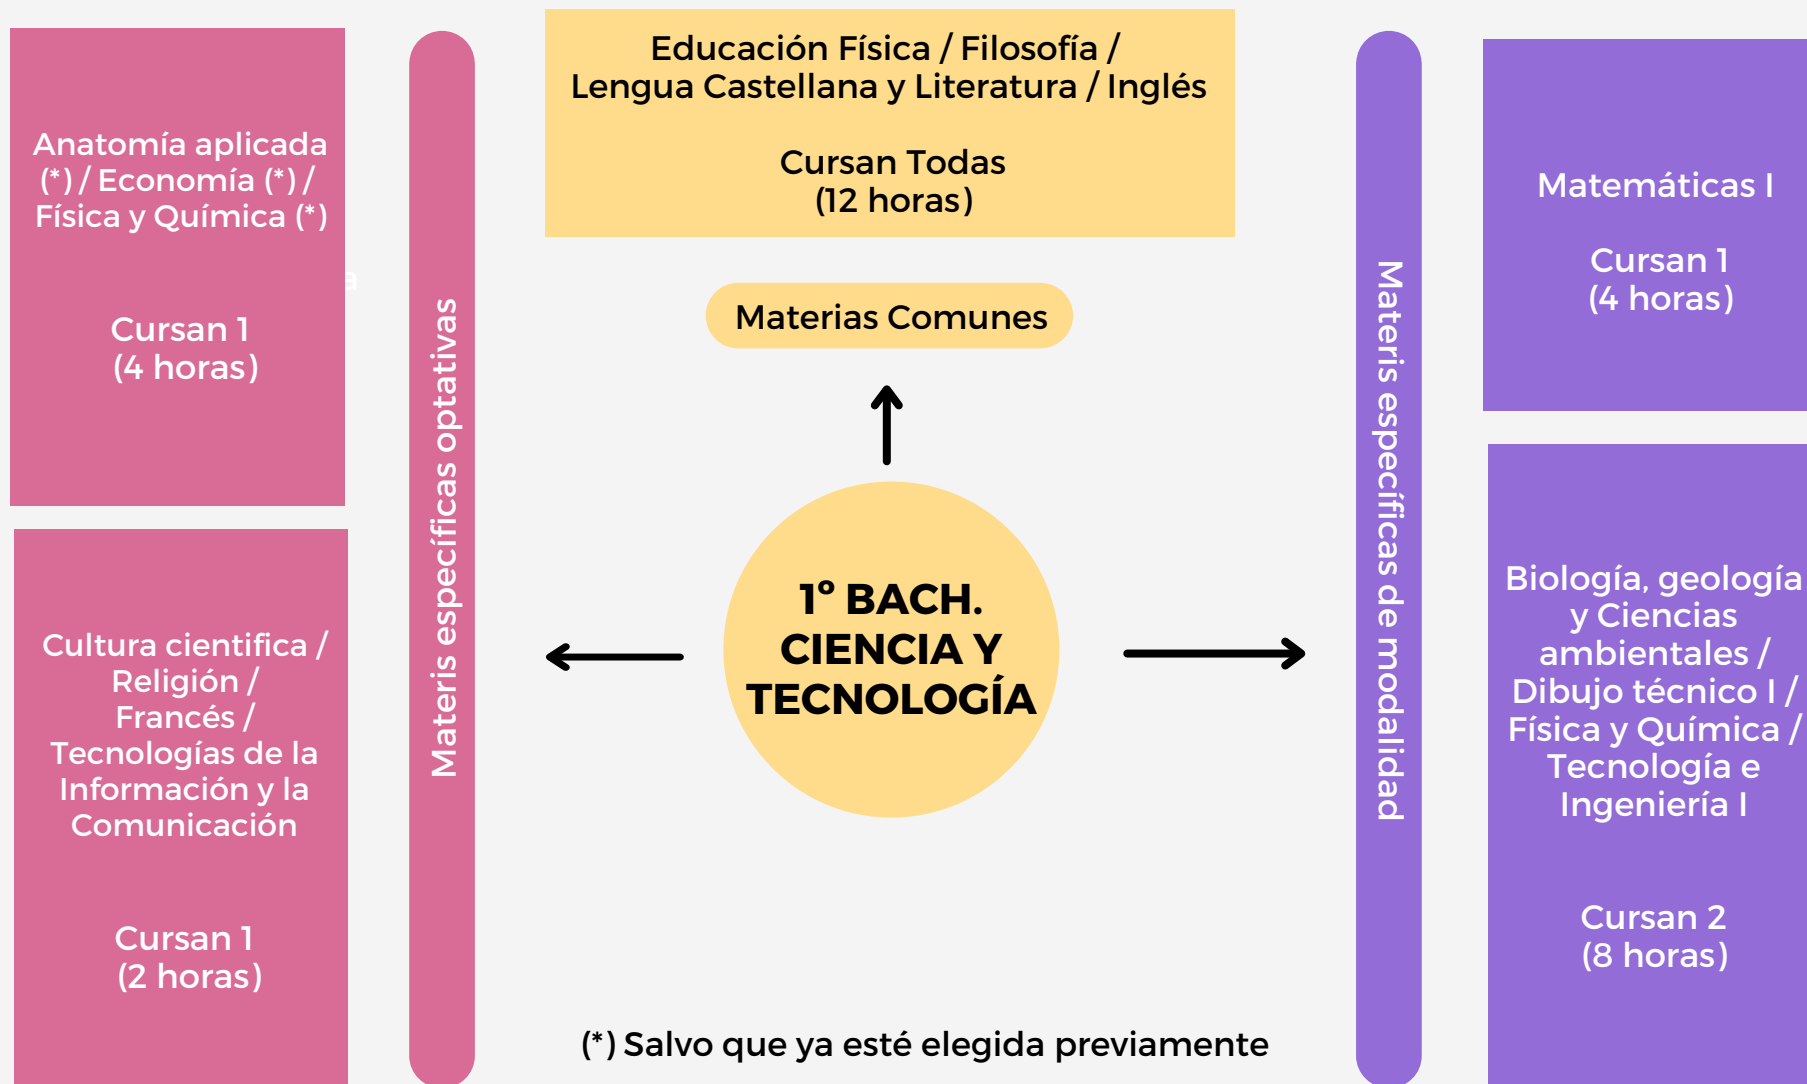 Educación Física / Filosofía /
Lengua Castellana y Literatura / Inglés
Cursan Todas
(12 horas)
Materias Comunes
Anatomía aplicada
(*) / Economía (*) /
Física y Química (*)
a
Cursan 1
(4 horas)
Cultura cientifica /
Religión /
Francés /
Tecnologías de la
Información y la
Comunicación
Cursan 1
(2 horas)
Materis específicas optativas
1º BACH.
CIENCIA Y
TECNOLOGÍA
Materis específicas de modalidad
Matemáticas I
Cursan 1
(4 horas)
Biología, geología
y Ciencias
ambientales /
Dibujo técnico I /
Física y Química /
Tecnología e
Ingeniería I
Cursan 2
(8 horas)
(*) Salvo que ya esté elegida previamente